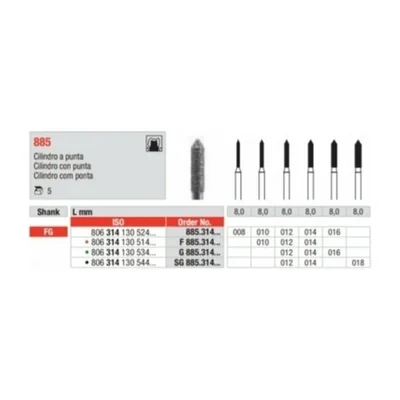 885
Cilindro a punta
Cilindro con punta
Cilindro com ponta
5
Shank L mm 8,0 8,0 8,0 8,0 8,0 8,0
ISO Order No.
FG 806 314 130 524... 885.314... 008 010 012 014 016
806 314 130 514... F 885.314... 010 012 014
806 314 130 534... G 885.314... 012 014 016
806 314 130 544... SG 885.314... 012 014 018